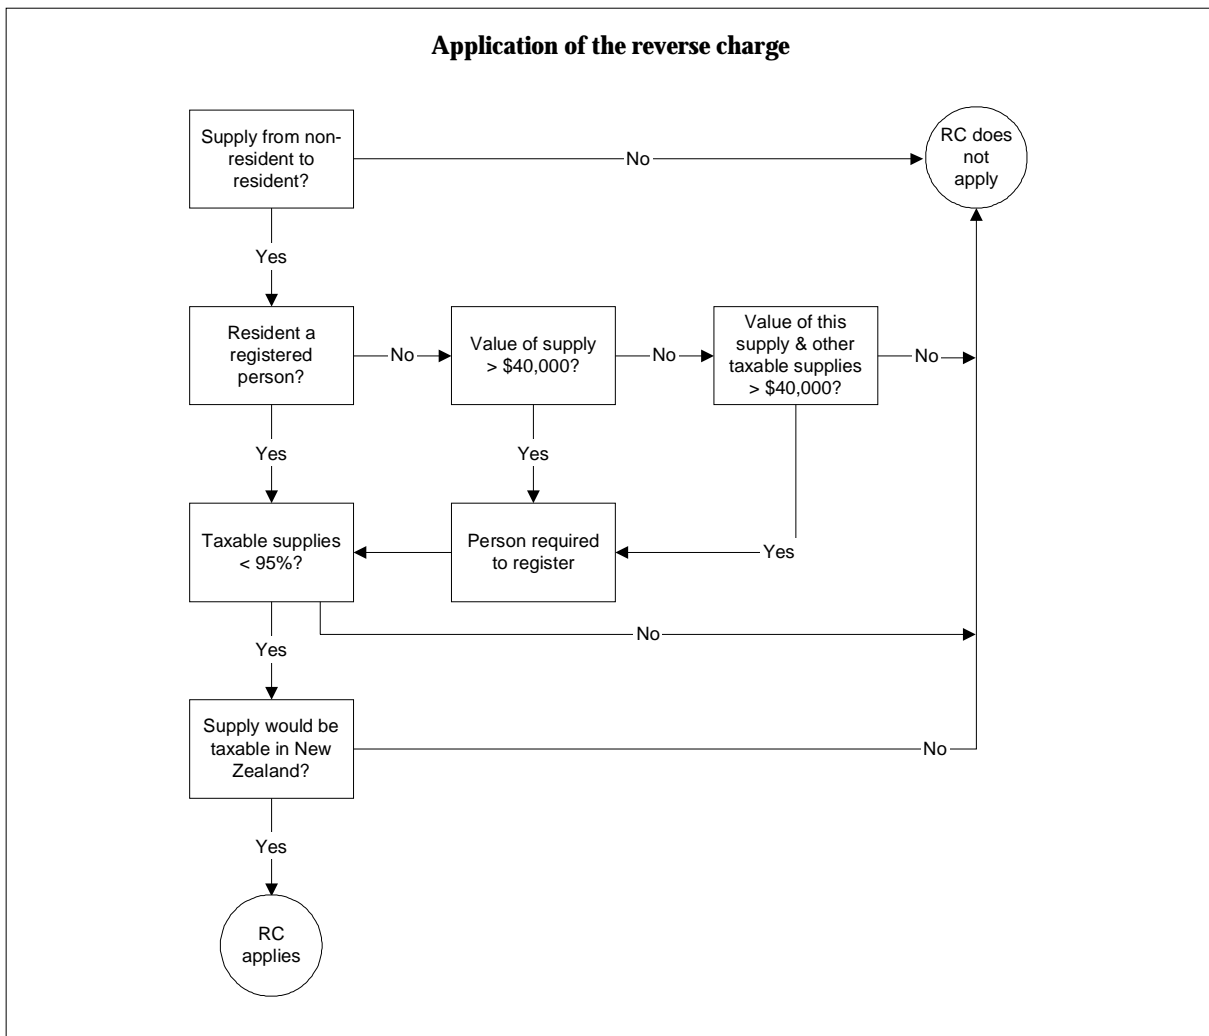 Application of the reverse charge
Supply from non-
resident to
resident?
No
RC does
not
apply
Yes
Resident a
registered
person?
No
Value of supply
> $40,000?
No
Value of this
supply & other
taxable supplies
> $40,000?
No
Yes
Yes
Taxable supplies
< 95%?
Person required
to register
Yes
No
Yes
Supply would be
taxable in New
Zealand?
No
Yes
RC
applies